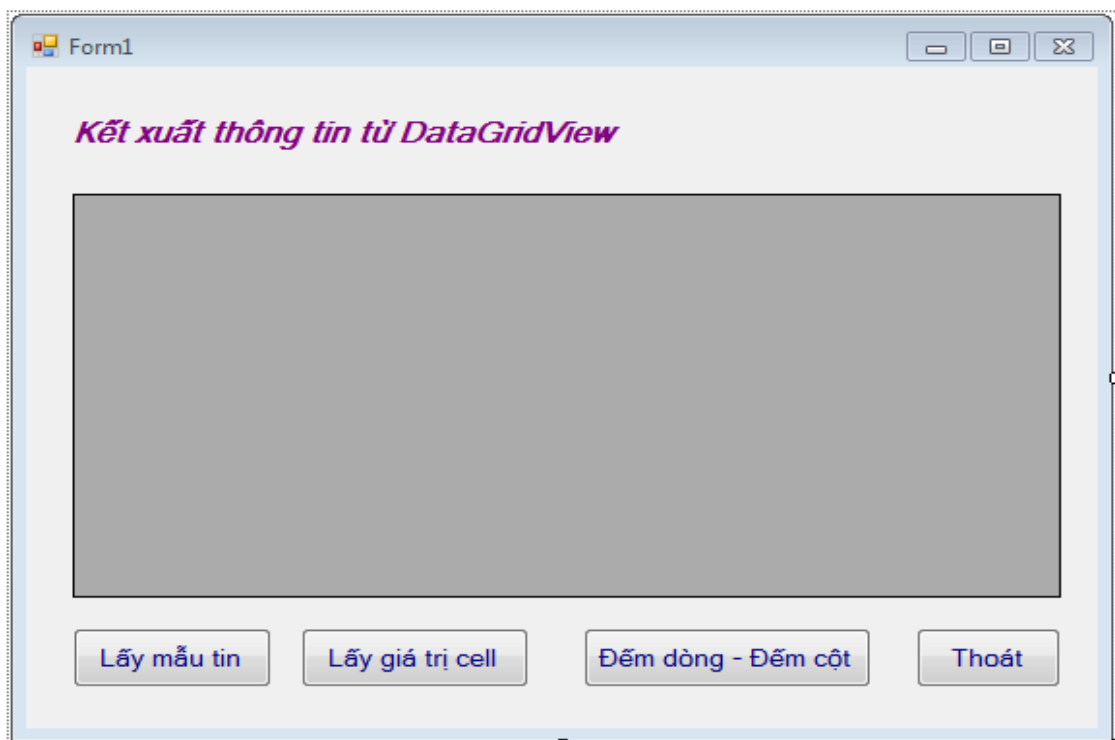 Form1
Kết xuất thông tin từ DataGridView
Lấy mẫu tin
Lấy giá trị cell
Đếm dòng - Đếm cột
Thoát